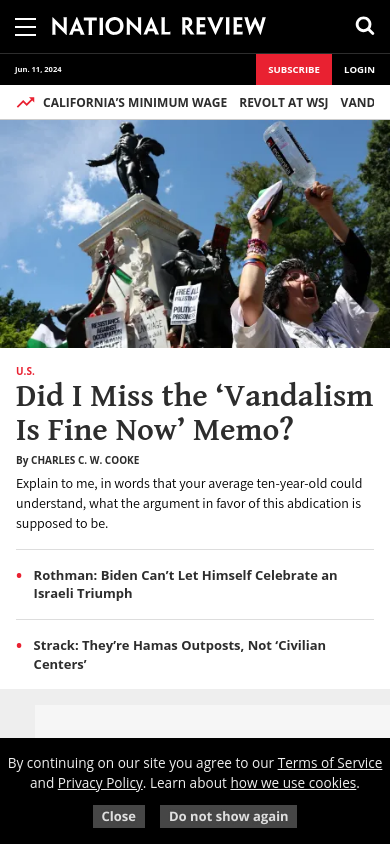 NATIONAL REVIEW
Jun. 11, 2024
SUBSCRIBE
LOGIN
CALIFORNIA'S MINIMUM WAGE REVOLT AT WSJ VAND
RESISTANCE
AGAINST
OCCUPATION
FREE ALL
PALESTINIAN
POLITICAL
PRISONERS
LANGUAGE
U.S.
Did I Miss the ‘Vandalism
Is Fine Now’ Memo?
By CHARLES C. W. COOKE
Explain to me, in words that your average ten-year-old could
understand, what the argument in favor of this abdication is
supposed to be.
• Rothman: Biden Can’t Let Himself Celebrate an
Israeli Triumph
• Strack: They’re Hamas Outposts, Not ‘Civilian
Centers’
By continuing on our site you agree to our Terms of Service
and Privacy Policy. Learn about how we use cookies.
Close
Do not show again